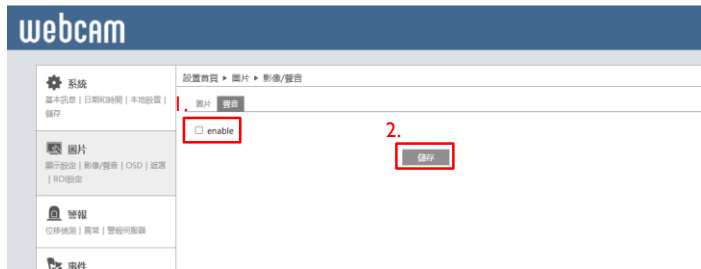 webcam
系統
基本訊息 | 日期和時間 | 本地設置 |
儲存
圖片
顯示設定 | 影像/聲音 | OSD | 遮罩
| ROI設定
警報
位移偵測 | 異常 | 警報伺服器
事件
設置首頁 ▸ 圖片 ▸ 影像/聲音
圖片 聲音
1.
enable
2.
儲存